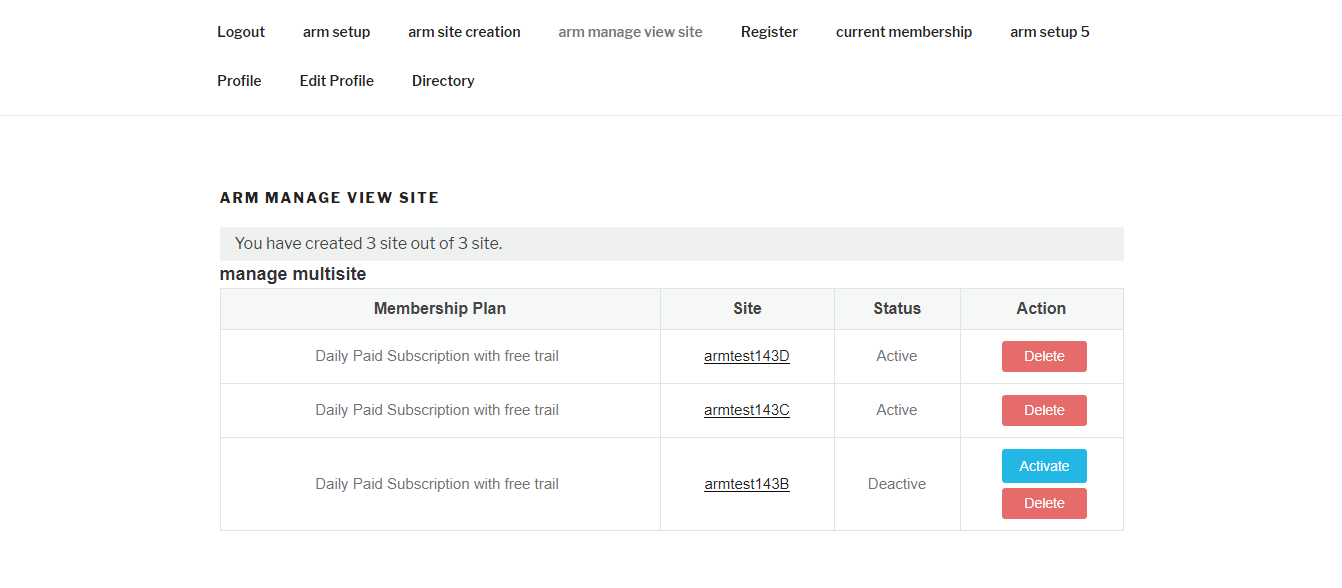 Logout arm setup arm site creation arm manage view site Register current membership arm setup 5
Profile Edit Profile Directory
ARM MANAGE VIEW SITE
You have created 3 site out of 3 site.
manage multisite
Membership Plan Site Status Action
Daily Paid Subscription with free trail armtest143D Active Delete
Daily Paid Subscription with free trail armtest143C Active Delete
Activate
Daily Paid Subscription with free trail armtest143B Deactive
Delete